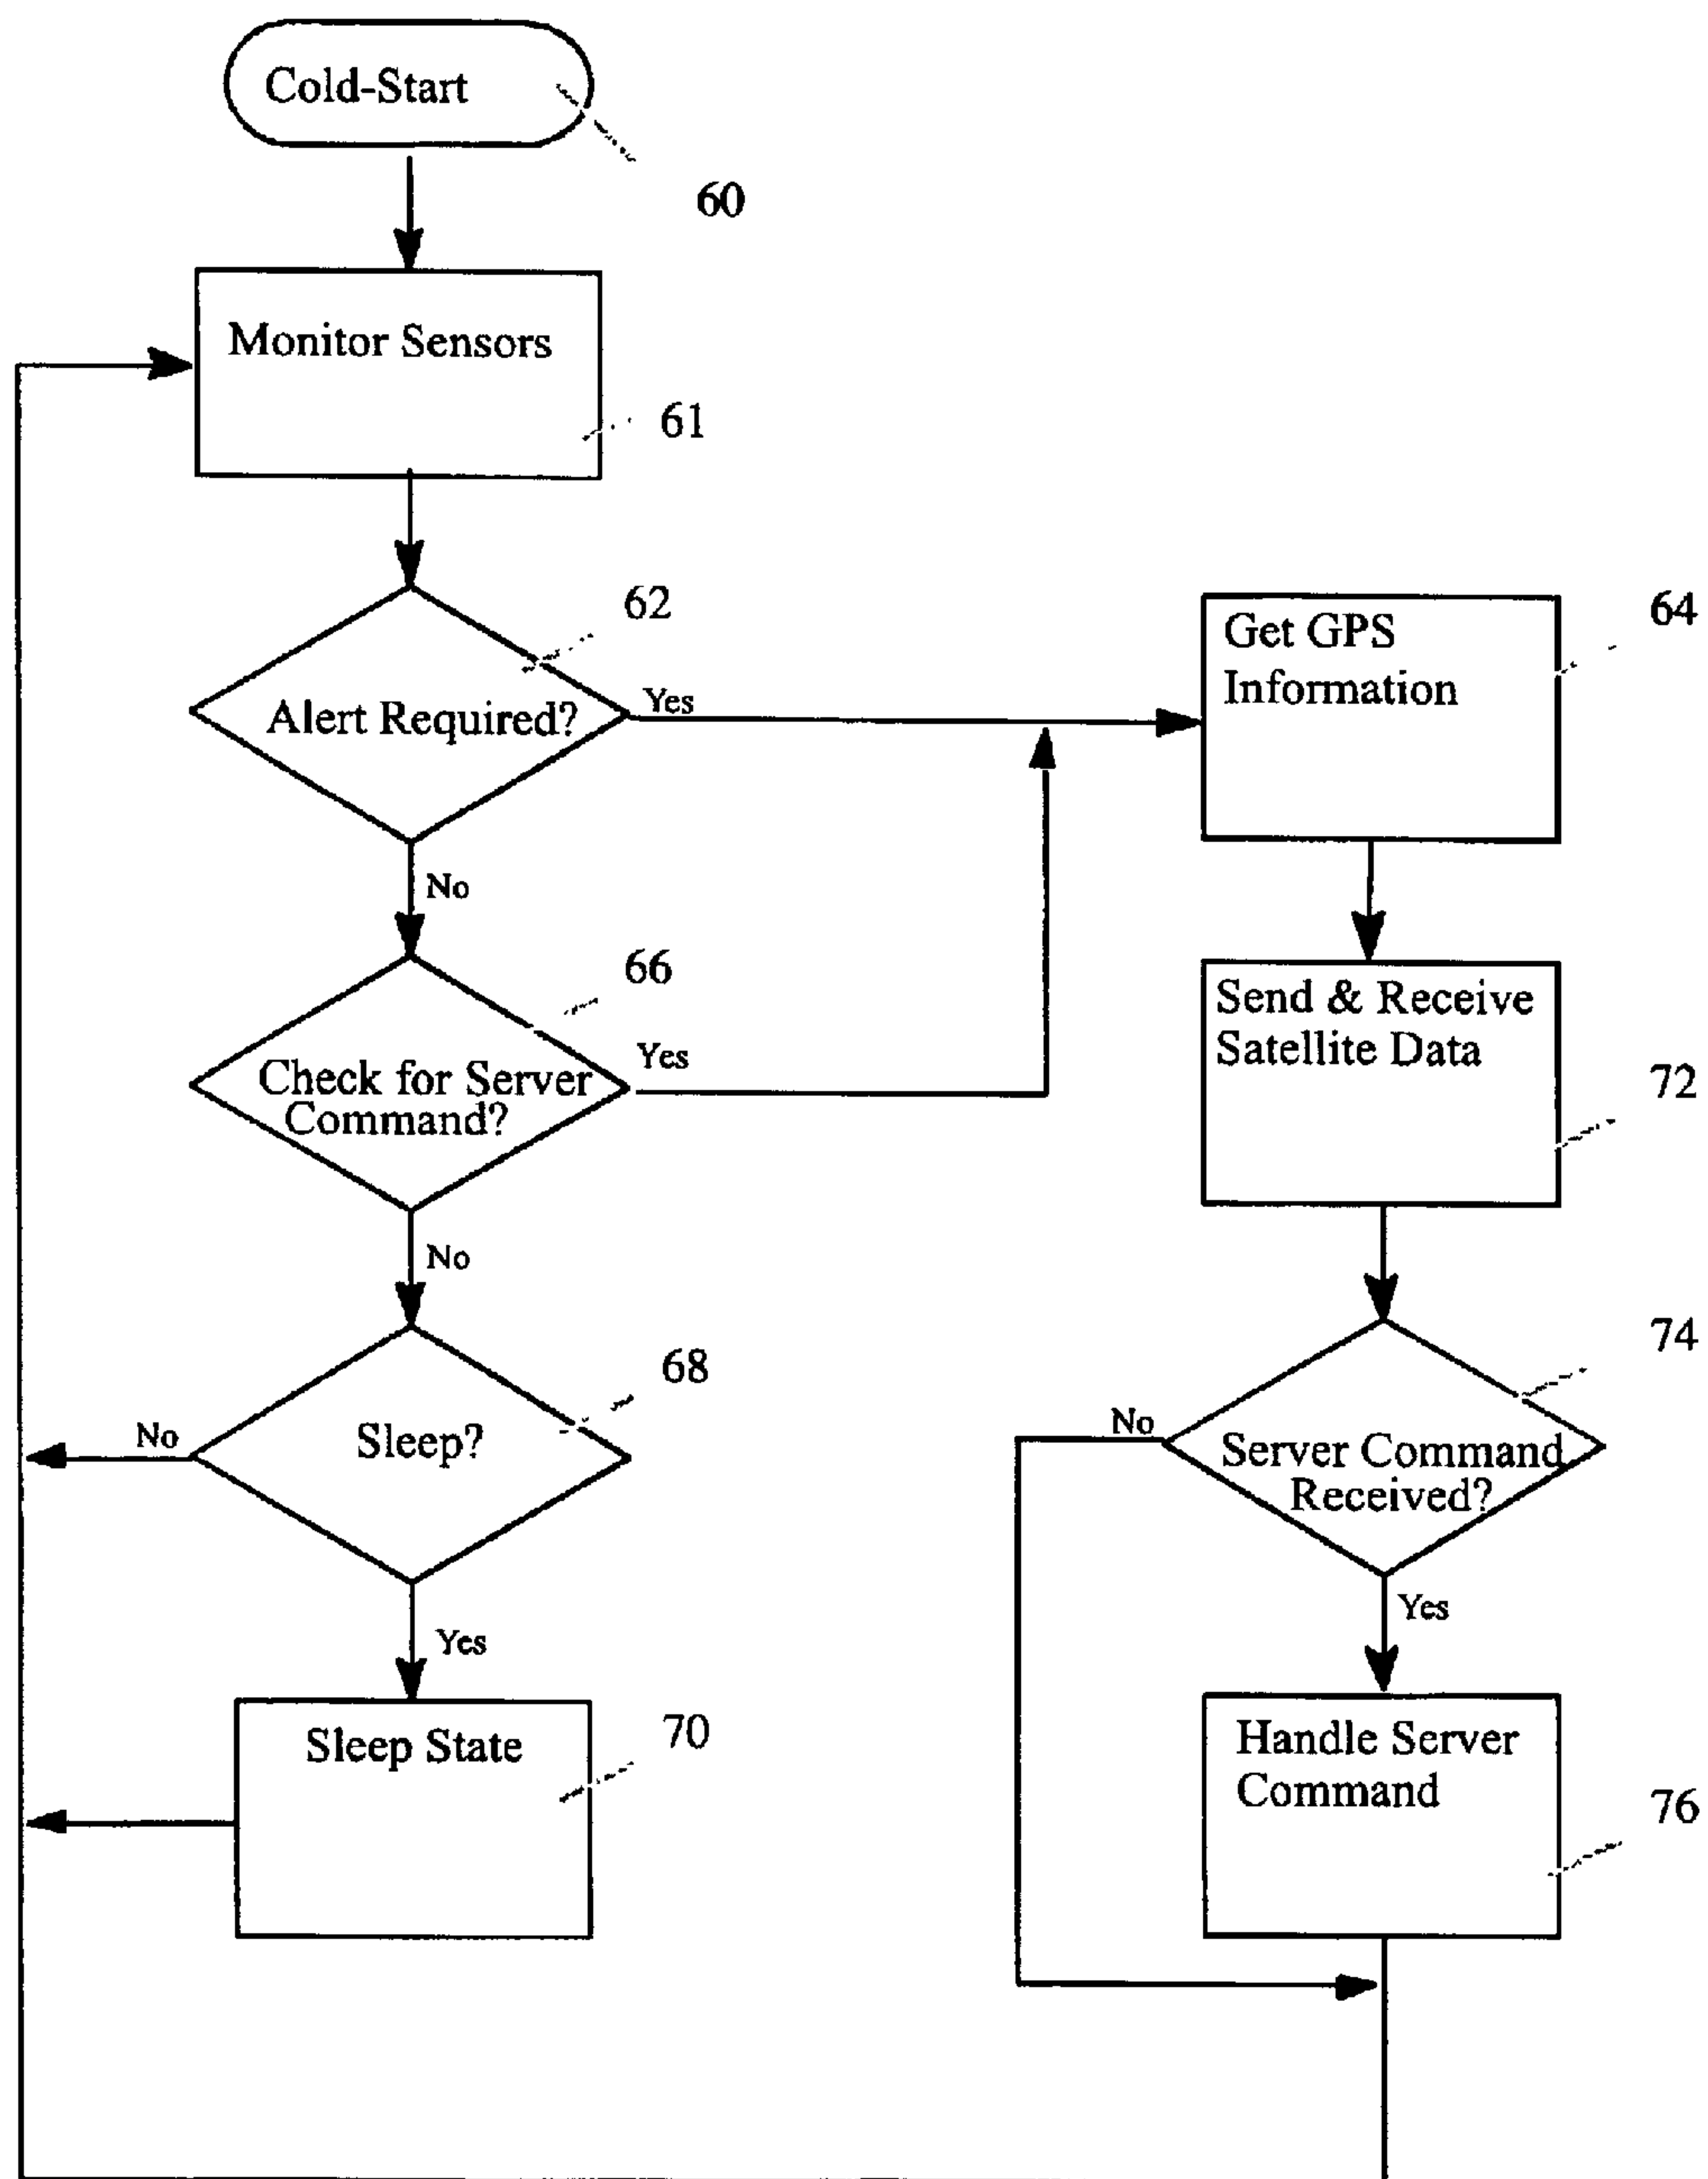 Cold-Start
60
Monitor Sensors
61
62
Alert Required?
Yes
No
64
Get GPS
Information
66
Check for Server
Command?
Yes
No
Send & Receive
Satellite Data
72
68
Sleep?
No
Yes
74
No
Server Command
Received?
Yes
Sleep State
70
Handle Server
Command
76